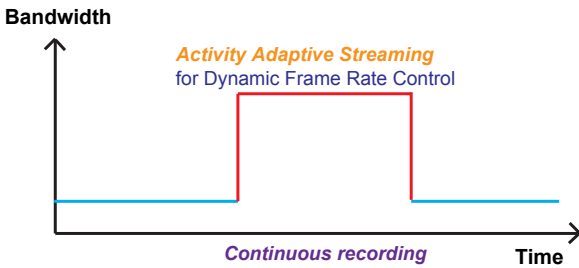 Bandwidth
Activity Adaptive Streaming
for Dynamic Frame Rate Control
Continuous recording
Time